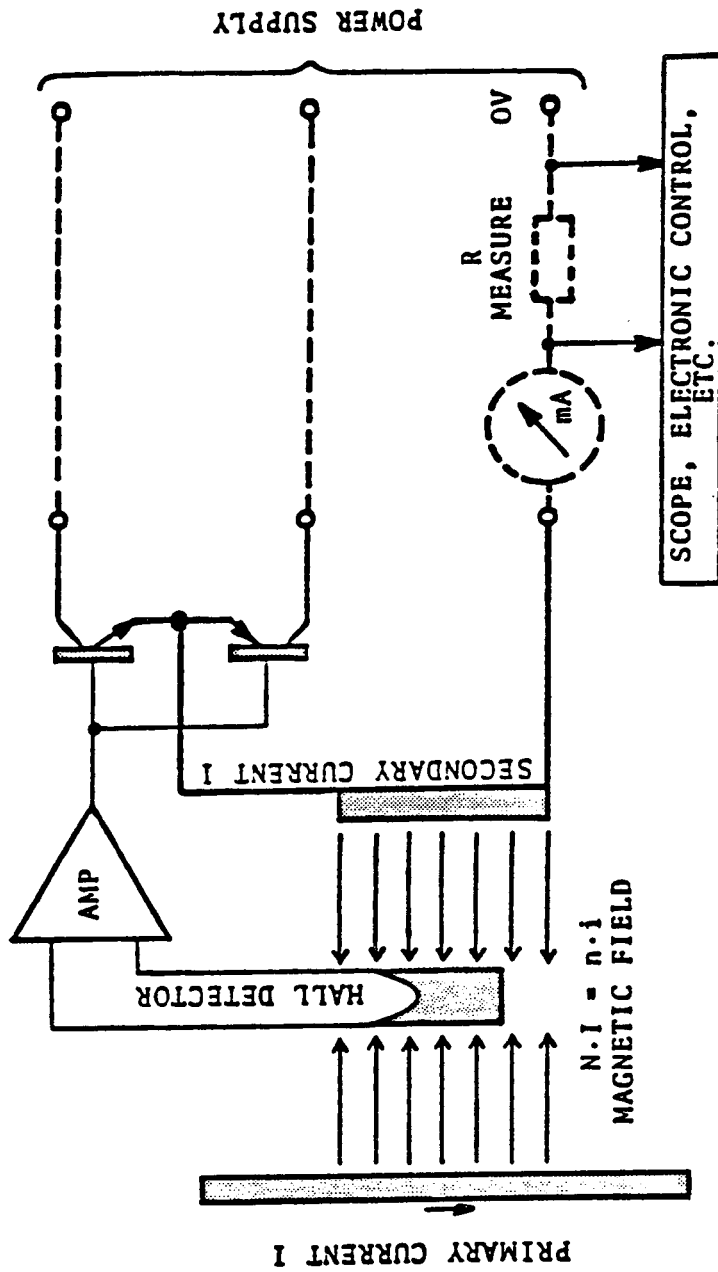 PRIMARY CURRENT I
N·I = n·i
MAGNETIC FIELD
HALL DETECTOR
AMP
SECONDARY CURRENT I
mA
R
MEASURE
0V
POWER SUPPLY
SCOPE, ELECTRONIC CONTROL,
ETC.